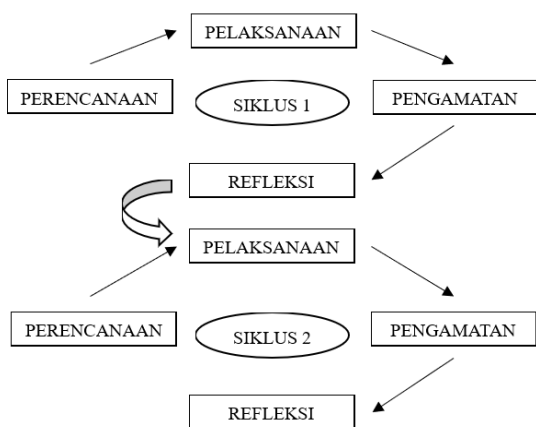 PELAKSANAAN
PERENCANAAN
SIKLUS 1
PENGAMATAN
REFLEKSI
PELAKSANAAN
PERENCANAAN
SIKLUS 2
PENGAMATAN
REFLEKSI